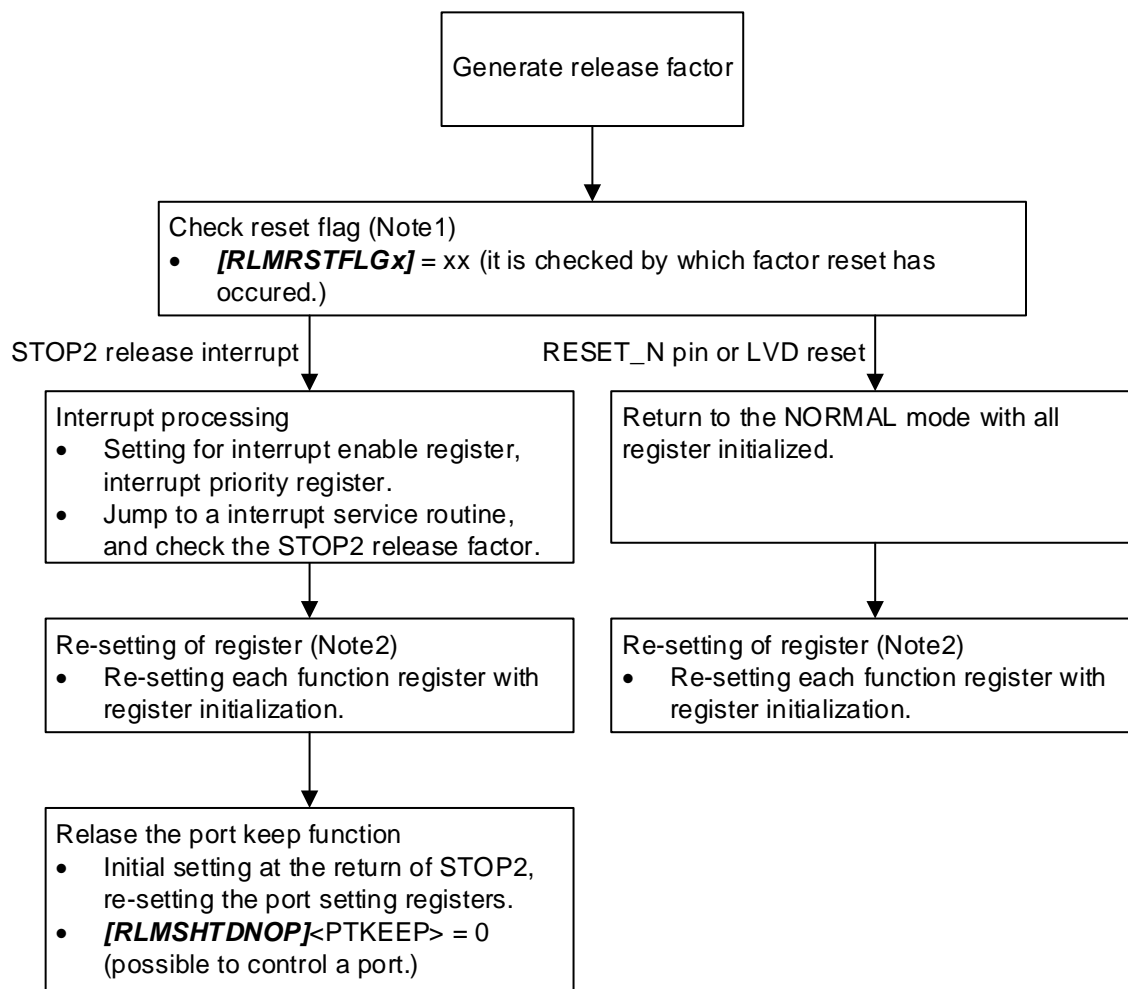 Generate release factor
Check reset flag (Note1)
• [RLMRSTFLGx] = xx (it is checked by which factor reset has
occured.)
STOP2 release interrupt
RESET_N pin or LVD reset
Interrupt processing
• Setting for interrupt enable register,
interrupt priority register.
• Jump to a interrupt service routine,
and check the STOP2 release factor.
Return to the NORMAL mode with all
register initialized.
Re-setting of register (Note2)
• Re-setting each function register with
register initialization.
Re-setting of register (Note2)
• Re-setting each function register with
register initialization.
Relase the port keep function
• Initial setting at the return of STOP2,
re-setting the port setting registers.
• [RLMSHTDNOP]<PTKEEP> = 0
(possible to control a port.)